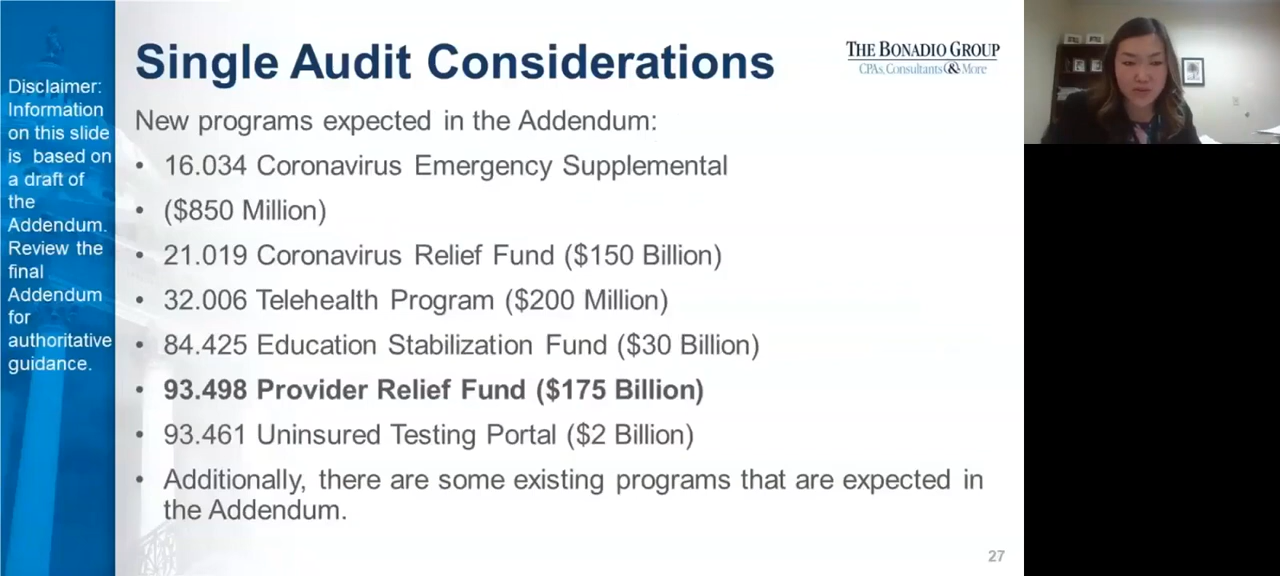 Single Audit Considerations
THE BONADIO GROUP
CPAs, Consultants & More
Disclaimer:
Information
on this slide
is based on
a draft of
the
Addendum.
Review the
final
Addendum
for
authoritative
guidance.
New programs expected in the Addendum:
• 16.034 Coronavirus Emergency Supplemental
• ($850 Million)
• 21.019 Coronavirus Relief Fund ($150 Billion)
• 32.006 Telehealth Program ($200 Million)
• 84.425 Education Stabilization Fund ($30 Billion)
• 93.498 Provider Relief Fund ($175 Billion)
• 93.461 Uninsured Testing Portal ($2 Billion)
• Additionally, there are some existing programs that are expected in
the Addendum.
27